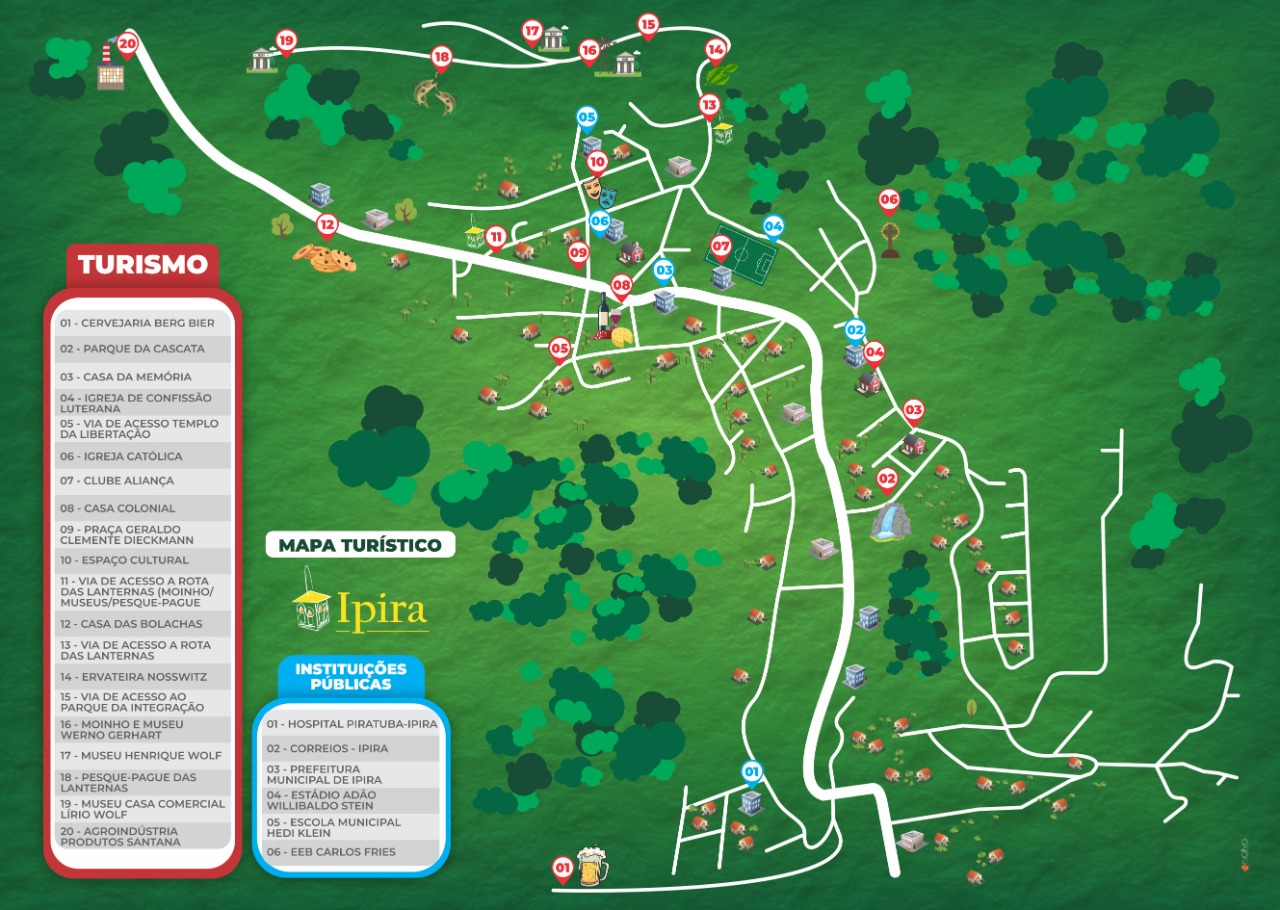 20
19
18
17
16
15
14
13
05
10
12
11
06
09
08
03
07
04
06
05
02
04
03
02
01
01
TURISMO
01 - CERVEJARIA BERG BIER
02 - PARQUE DA CASCATA
03 - CASA DA MEMÓRIA
04 - IGREJA DE CONFISSÃO
LUTERANA
05 - VIA DE ACESSO TEMPLO
DA LIBERTAÇÃO
06 - IGREJA CATÓLICA
07 - CLUBE ALIANÇA
08 - CASA COLONIAL
09 - PRAÇA GERALDO
CLEMENTE DIECKMANN
10 - ESPAÇO CULTURAL
11 - VIA DE ACESSO A ROTA
DAS LANTERNAS (MOINHO/
MUSEUS/PESQUE-PAGUE
12 - CASA DAS BOLACHAS
13 - VIA DE ACESSO A ROTA
DAS LANTERNAS
14 - ERVATEIRA NOSSWITZ
15 - VIA DE ACESSO AO
PARQUE DA INTEGRAÇÃO
16 - MOINHO E MUSEU
WERNO GERHART
17 - MUSEU HENRIQUE WOLF
18 - PESQUE-PAGUE DAS
LANTERNAS
19 - MUSEU CASA COMERCIAL
LÍRIO WOLF
20 - AGROINDÚSTRIA
PRODUTOS SANTANA
MAPA TURÍSTICO
Ipira
INSTITUIÇÕES
PÚBLICAS
01 - HOSPITAL PIRATUBA-IPIRA
02 - CORREIOS - IPIRA
03 - PREFEITURA
MUNICIPAL DE IPIRA
04 - ESTÁDIO ADÃO
WILLIBALDO STEIN
05 - ESCOLA MUNICIPAL
HEDI KLEIN
06 - EEB CARLOS FRIES